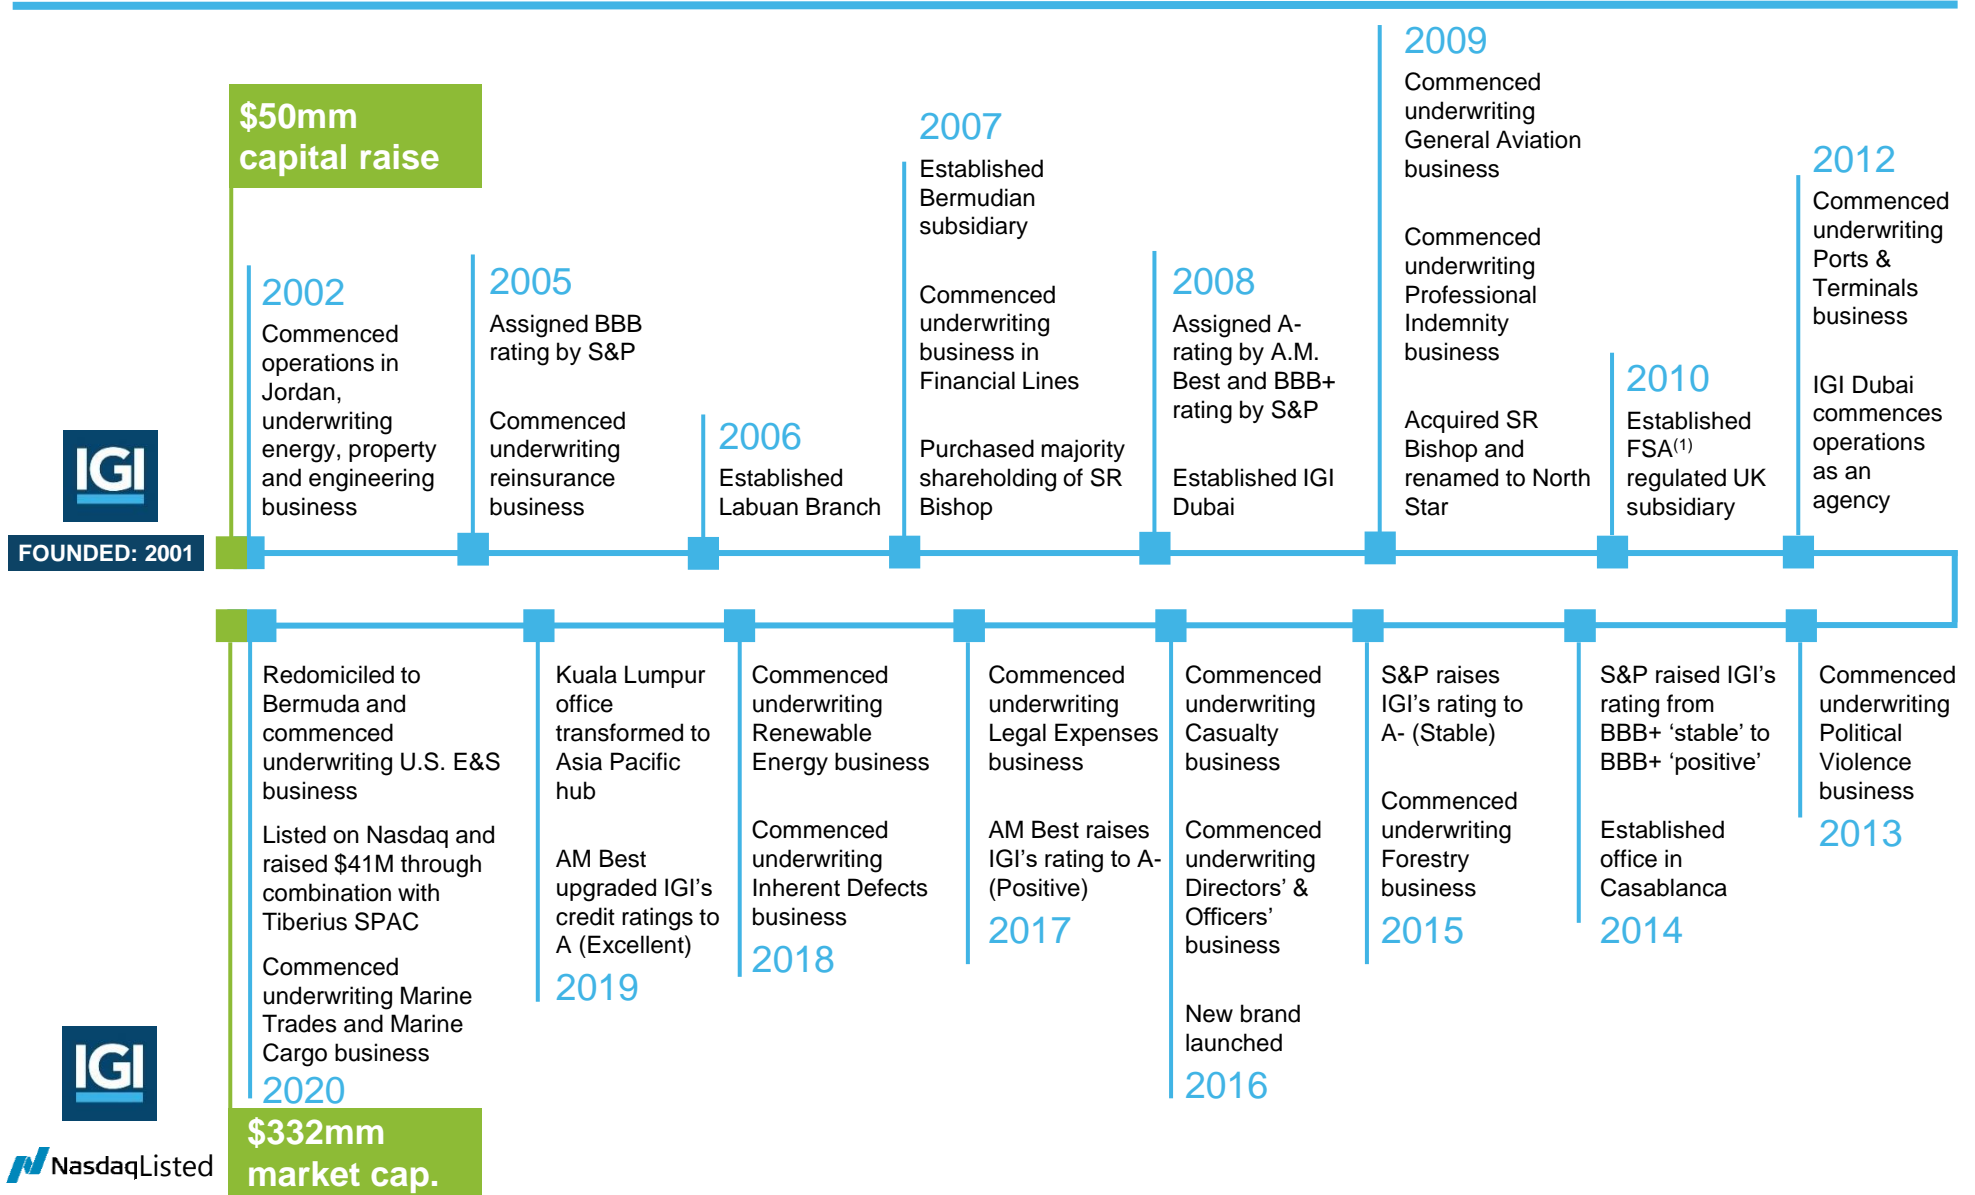 $50mm
capital raise
IGI
FOUNDED: 2001
2002
Commenced
operations in
Jordan,
underwriting
energy, property
and engineering
business
2005
Assigned BBB
rating by S&P
Commenced
underwriting
reinsurance
business
2006
Established
Labuan Branch
2007
Established
Bermudian
subsidiary
Commenced
underwriting
business in
Financial Lines
Purchased majority
shareholding of SR
Bishop
2008
Assigned A-
rating by A.M.
Best and BBB+
rating by S&P
Established IGI
Dubai
2009
Commenced
underwriting
General Aviation
business
Commenced
underwriting
Professional
Indemnity
business
Acquired SR
Bishop and
renamed to North
Star
2010
Established
FSA(1)
regulated UK
subsidiary
2012
Commenced
underwriting
Ports &
Terminals
business
IGI Dubai
commences
operations
as an
agency
Redomiciled to
Bermuda and
commenced
underwriting U.S. E&S
business
Listed on Nasdaq and
raised $41M through
combination with
Tiberius SPAC
Commenced
underwriting Marine
Trades and Marine
Cargo business
2020
Kuala Lumpur
office
transformed to
Asia Pacific
hub
AM Best
upgraded IGI’s
credit ratings to
A (Excellent)
2019
Commenced
underwriting
Renewable
Energy business
Commenced
underwriting
Inherent Defects
business
2018
Commenced
underwriting
Legal Expenses
business
AM Best raises
IGI’s rating to A-
(Positive)
2017
Commenced
underwriting
Casualty
business
Commenced
underwriting
Directors’ &
Officers’
business
New brand
launched
2016
S&P raises
IGI’s rating to
A- (Stable)
Commenced
underwriting
Forestry
business
2015
S&P raised IGI’s
rating from
BBB+ ‘stable’ to
BBB+ ‘positive’
Established
office in
Casablanca
2014
Commenced
underwriting
Political
Violence
business
2013
IGI
NasdaqListed
$332mm
market cap.